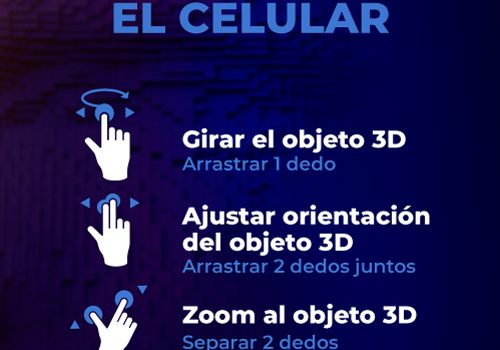 EL CELULAR
Girar el objeto 3D
Arrastrar 1 dedo
Ajustar orientación
del objeto 3D
Arrastrar 2 dedos juntos
Zoom al objeto 3D
Separar 2 dedos